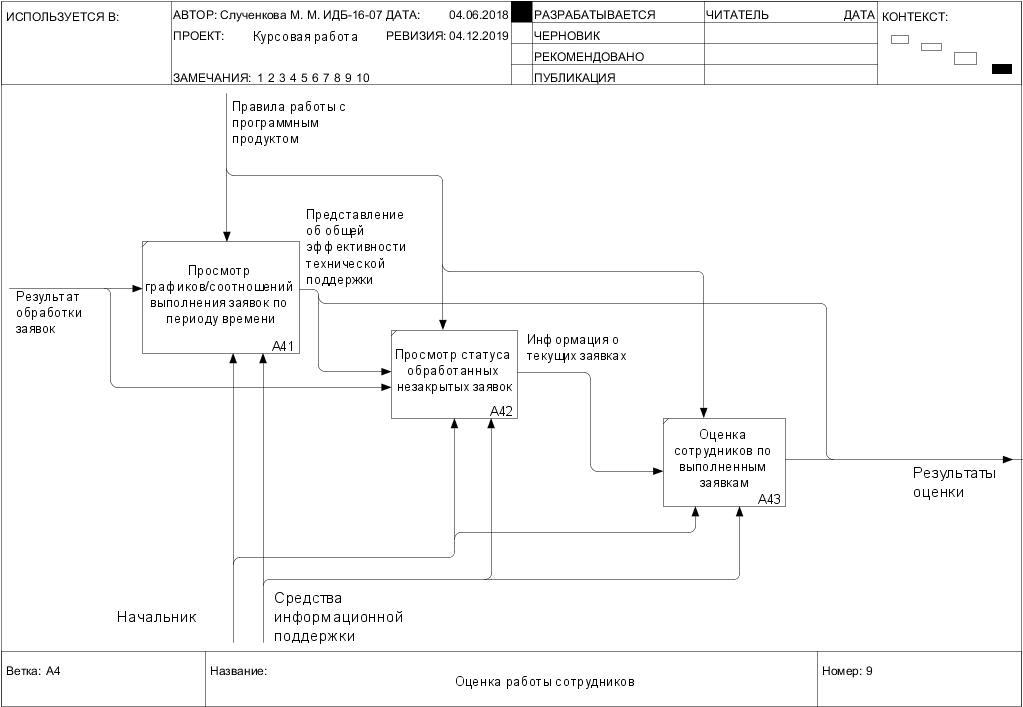 ИСПОЛЬЗУЕТСЯ В:
АВТОР: Слученкова М. М. ИДБ-16-07 ДАТА: 04.06.2018
ПРОЕКТ: Курсовая работа РЕВИЗИЯ: 04.12.2019
ЗАМЕЧАНИЯ: 1 2 3 4 5 6 7 8 9 10
РАЗРАБАТЫВАЕТСЯ
ЧЕРНОВИК
РЕКОМЕНДОВАНО
ПУБЛИКАЦИЯ
ЧИТАТЕЛЬ ДАТА
КОНТЕКСТ:
Правила работы с
программным
продуктом
Представление
об общей
эффективности
технической
поддержки
Просмотр
графиков/соотношений
выполнения заявок по
периоду времени
A41
Результат
обработки
заявок
Информация о
текущих заявках
Просмотр статуса
обработанных
незакрытых заявок
A42
Оценка
сотрудников по
выполненным
заявкам
A43
Результаты
оценки
Начальник
Средства
информационной
поддержки
Ветка: A4
Название:
Оценка работы сотрудников
Номер: 9